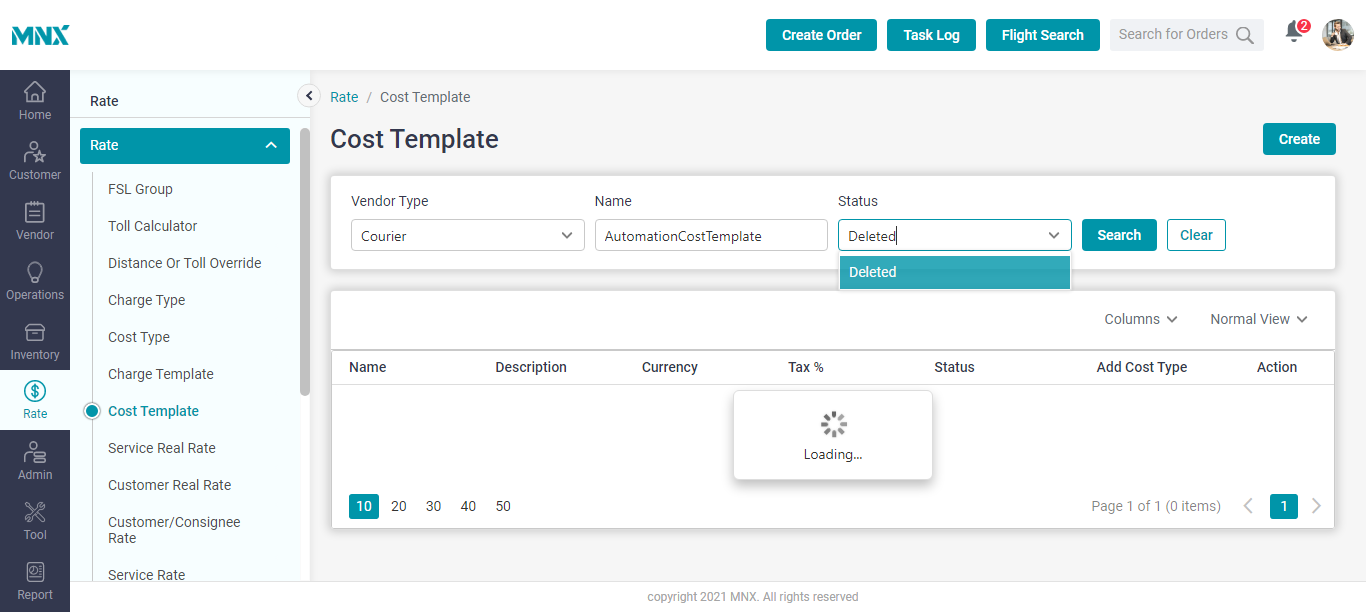 MNX
Create Order
Task Log
Flight Search
Search for Orders
2
Home
Customer
Vendor
Operations
Inventory
Rate
Admin
Tool
Report
Rate
Rate
FSL Group
Toll Calculator
Distance Or Toll Override
Charge Type
Cost Type
Charge Template
Cost Template
Service Real Rate
Customer Real Rate
Customer/Consignee
Rate
Service Rate
Rate / Cost Template
Cost Template
Create
Vendor Type
Name
Status
Courier
AutomationCostTemplate
Deleted
Search
Clear
Deleted
Columns
Normal View
Name
Description
Currency
Tax %
Status
Add Cost Type
Action
Loading...
10 20 30 40 50
Page 1 of 1 (0 items)
1
copyright 2021 MNX. All rights reserved